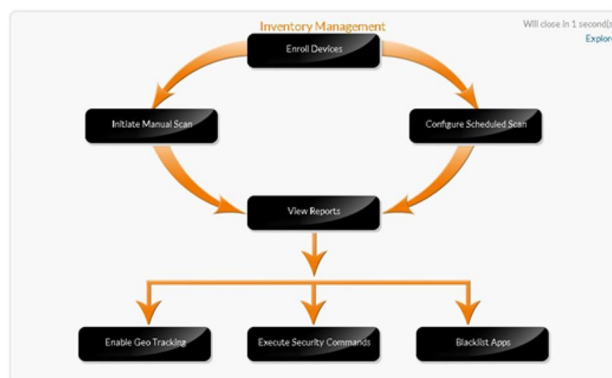 Inventory Management
Will close in 1 second(s
Explore
Enroll Devices
Initiate Manual Scan
Configure Scheduled Scan
View Reports
Enable Geo Tracking
Execute Security Commands
Blacklist Apps